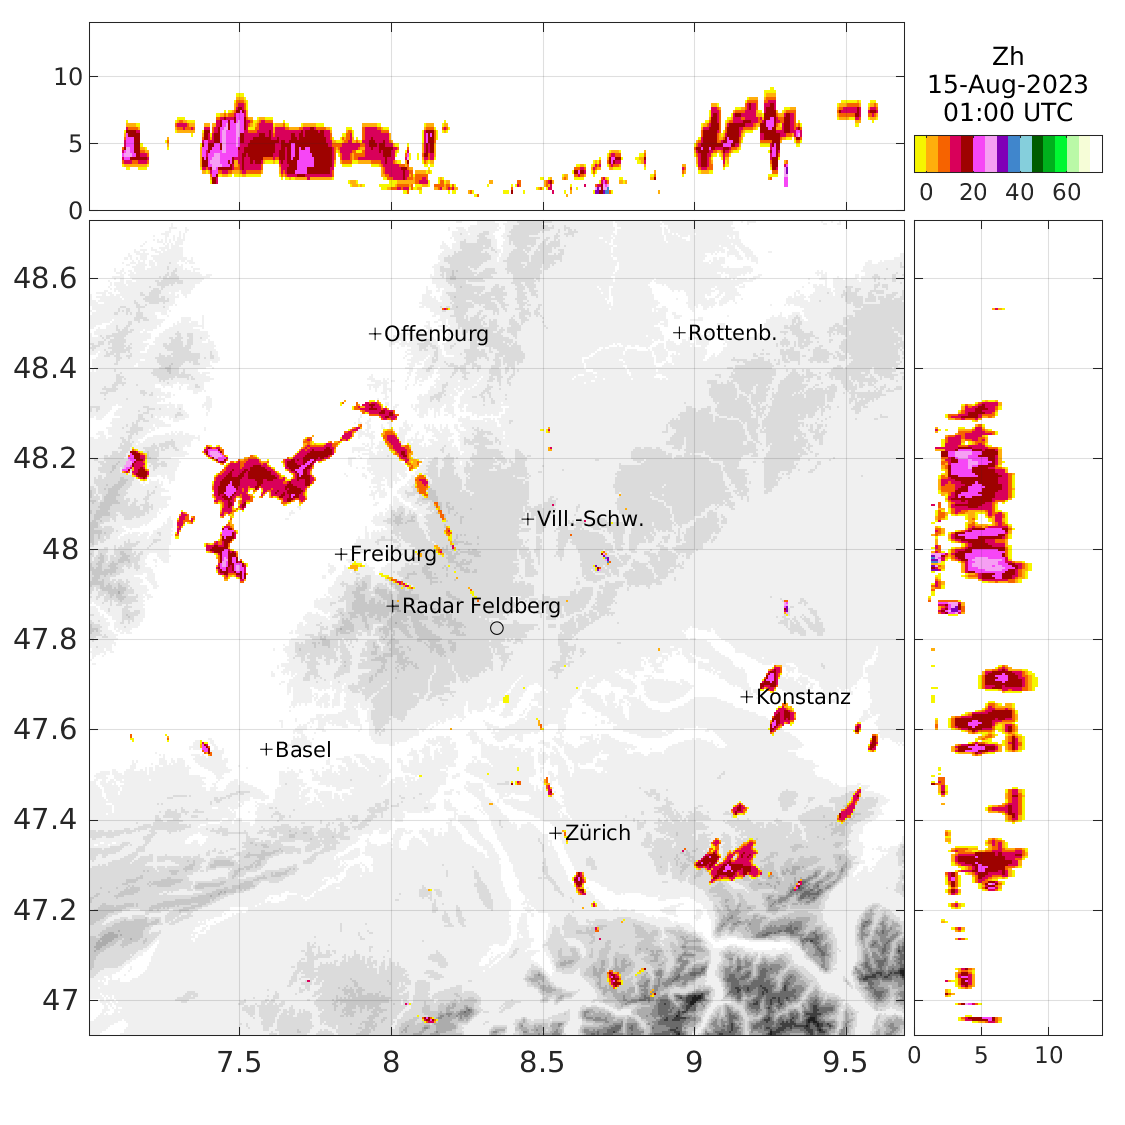 Zh
15-Aug-2023
01:00 UTC
0 20 40 60
10
5
0
48.6
48.4
48.2
48
47.8
47.6
47.4
47.2
47
Offenburg
Rottenb.
Vill.-Schw.
Freiburg
Radar Feldberg
Konstanz
Basel
Zürich
7.5 8 8.5 9 9.5
0 5 10